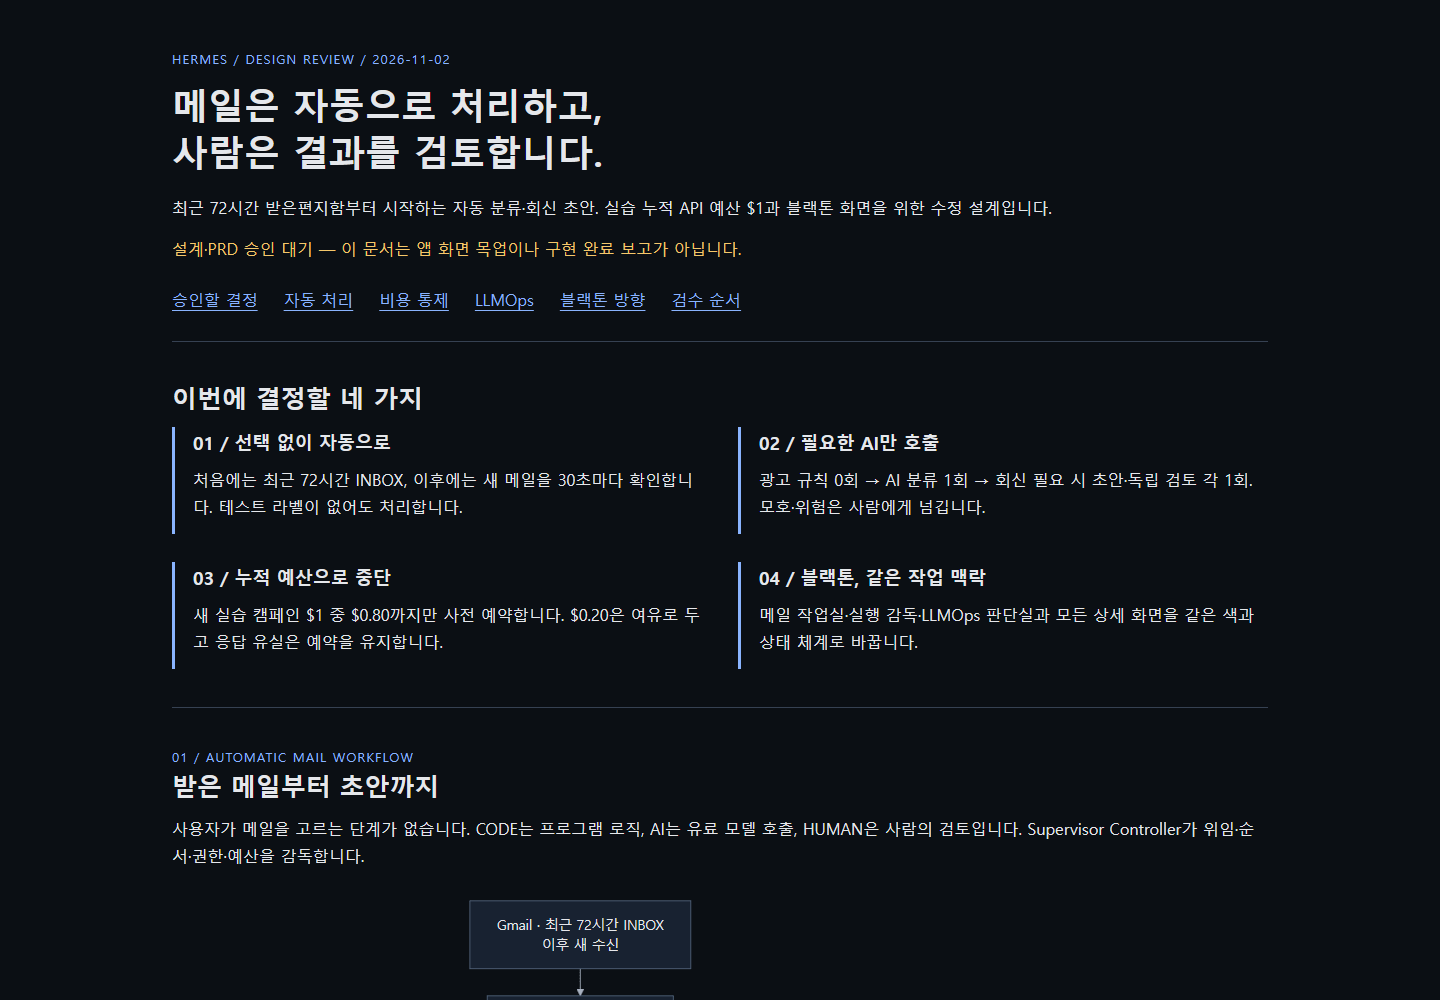 HERMES / DESIGN REVIEW / 2026-11-02
메일은 자동으로 처리하고,
사람은 결과를 검토합니다.
최근 72시간 받은편지함부터 시작하는 자동 분류·회신 초안. 실습 누적 API 예산 $1과 블랙톤 화면을 위한 수정 설계입니다.
설계·PRD 승인 대기 — 이 문서는 앱 화면 목업이나 구현 완료 보고가 아닙니다.
승인할 결정 자동 처리 비용 통제 LLMOps 블랙톤 방향 검수 순서
이번에 결정할 네 가지
01 / 선택 없이 자동으로
처음에는 최근 72시간 INBOX, 이후에는 새 메일을 30초마다 확인합니
다. 테스트 라벨이 없어도 처리합니다.
02 / 필요한 AI만 호출
광고 규칙 0회 → AI 분류 1회 → 회신 필요 시 초안·독립 검토 각 1회.
모호·위험은 사람에게 넘깁니다.
03 / 누적 예산으로 중단
새 실습 캠페인 $1 중 $0.80까지만 사전 예약합니다. $0.20은 여유로 두
고 응답 유실은 예약을 유지합니다.
04 / 블랙톤, 같은 작업 맥락
메일 작업실·실행 감독·LLMOps 판단실과 모든 상세 화면을 같은 색과
상태 체계로 바꿉니다.
01 / AUTOMATIC MAIL WORKFLOW
받은 메일부터 초안까지
사용자가 메일을 고르는 단계가 없습니다. CODE는 프로그램 로직, AI는 유료 모델 호출, HUMAN은 사람의 검토입니다. Supervisor Controller가 위임·순
서·권한·예산을 감독합니다.
Gmail · 최근 72시간 INBOX
이후 새 수신